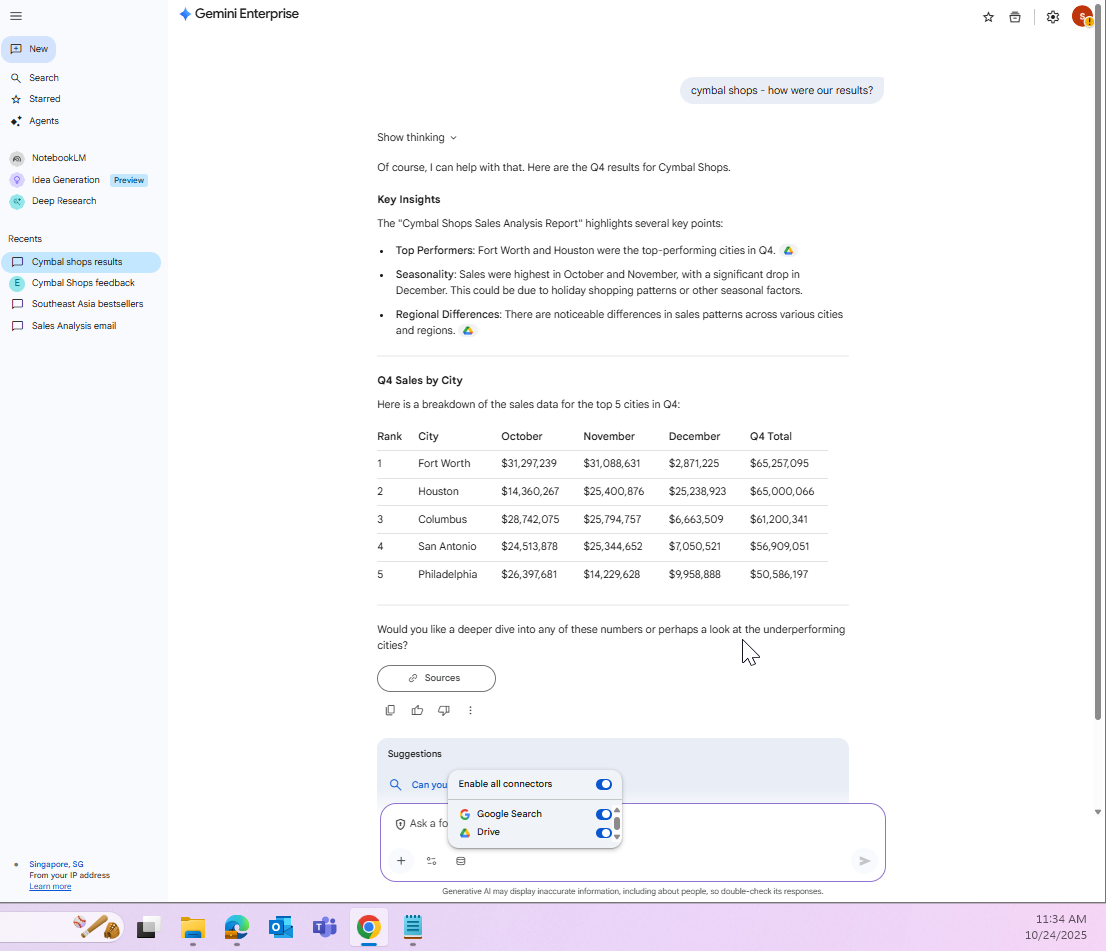 Gemini Enterprise
S
New
Search
Starred
Agents
NotebookLM
Idea Generation Preview
Deep Research
Recents
Cymbal shops results
E Cymbal Shops feedback
Southeast Asia bestsellers
Sales Analysis email
cymbal shops - how were our results?
Show thinking
Of course, I can help with that. Here are the Q4 results for Cymbal Shops.
Key Insights
The "Cymbal Shops Sales Analysis Report" highlights several key points:
• Top Performers: Fort Worth and Houston were the top-performing cities in Q4.
• Seasonality: Sales were highest in October and November, with a significant drop in
December. This could be due to holiday shopping patterns or other seasonal factors.
• Regional Differences: There are noticeable differences in sales patterns across various cities
and regions.
Q4 Sales by City
Here is a breakdown of the sales data for the top 5 cities in Q4:
Rank City October November December Q4 Total
1 Fort Worth $31,297,239 $31,088,631 $2,871,225 $65,257,095
2 Houston $14,360,267 $25,400,876 $25,238,923 $65,000,066
3 Columbus $28,742,075 $25,794,757 $6,663,509 $61,200,341
4 San Antonio $24,513,878 $25,344,652 $7,050,521 $56,909,051
5 Philadelphia $26,397,681 $14,229,628 $9,958,888 $50,586,197
Would you like a deeper dive into any of these numbers or perhaps a look at the underperforming
cities?
Sources
Suggestions
Can you
Enable all connectors
Google Search
Drive
Ask a fo
Generative AI may display inaccurate information, including about people, so double-check its responses.
Singapore, SG
From your IP address
Learn more
11:34 AM
10/24/2025